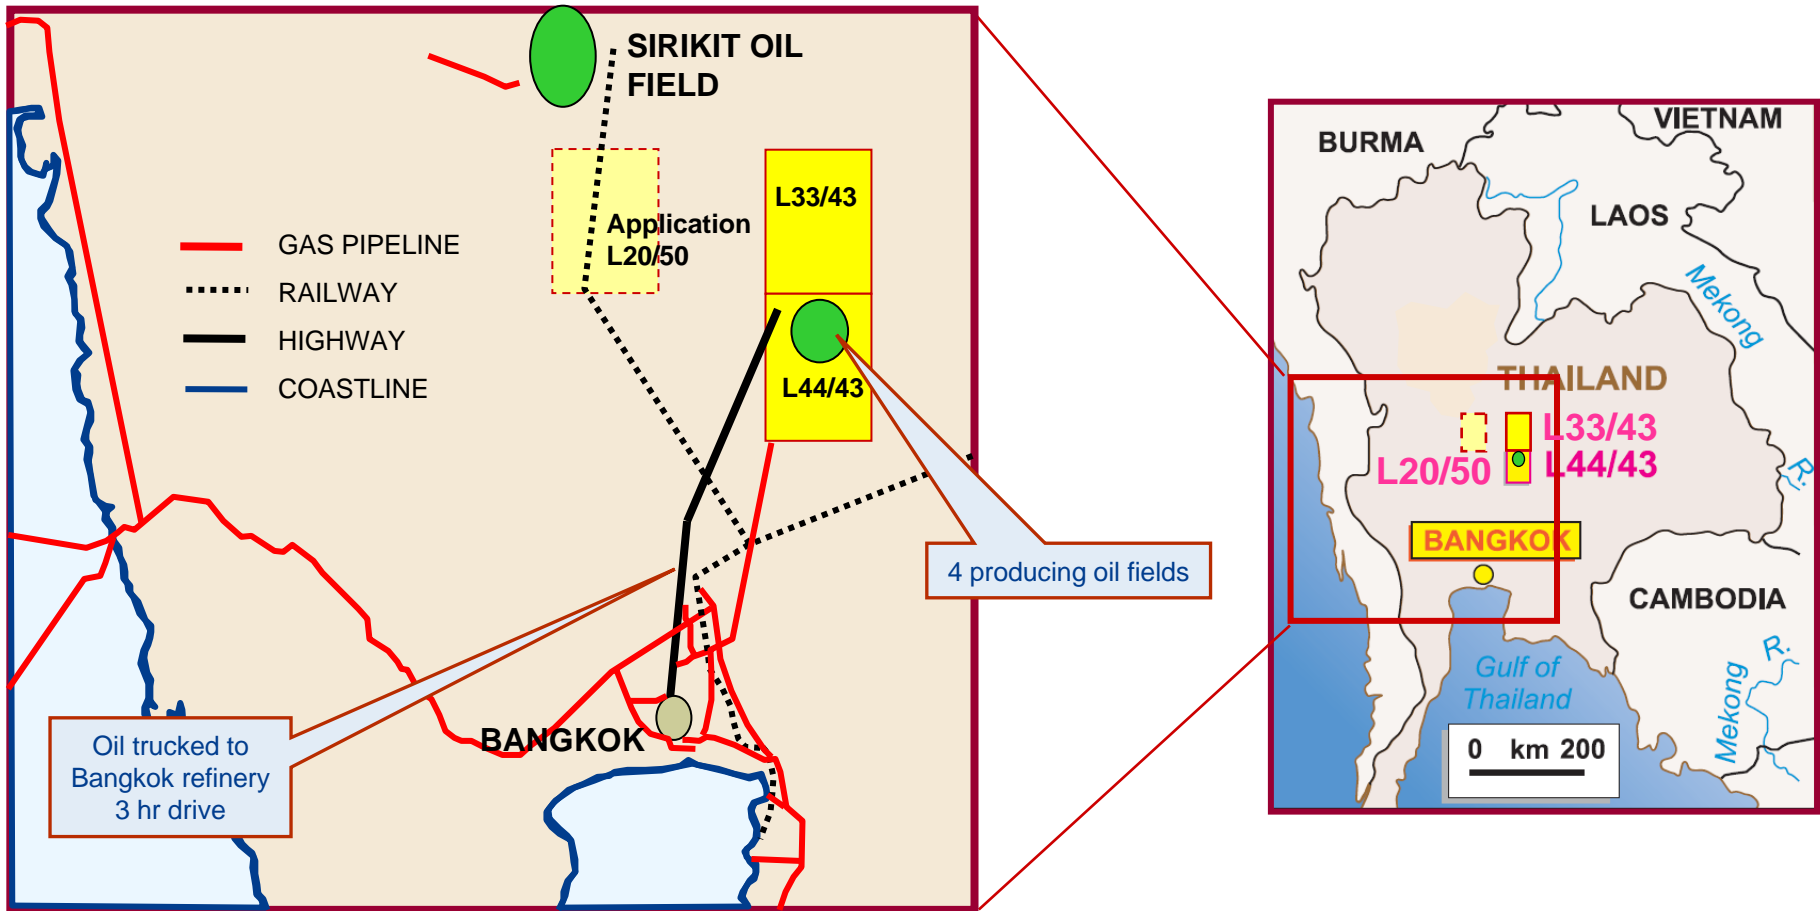 SIRIKIT OIL
FIELD
L33/43
Application
L20/50
GAS PIPELINE
RAILWAY
HIGHWAY
COASTLINE
L44/43
4 producing oil fields
BANGKOK
Oil trucked to
Bangkok refinery
3 hr drive
VIETNAM
BURMA
LAOS
Mekong
THAILAND
L33/43
L20/50
L44/43
R.
BANGKOK
CAMBODIA
Gulf of
Thailand
R.
Mekong
0 km 200